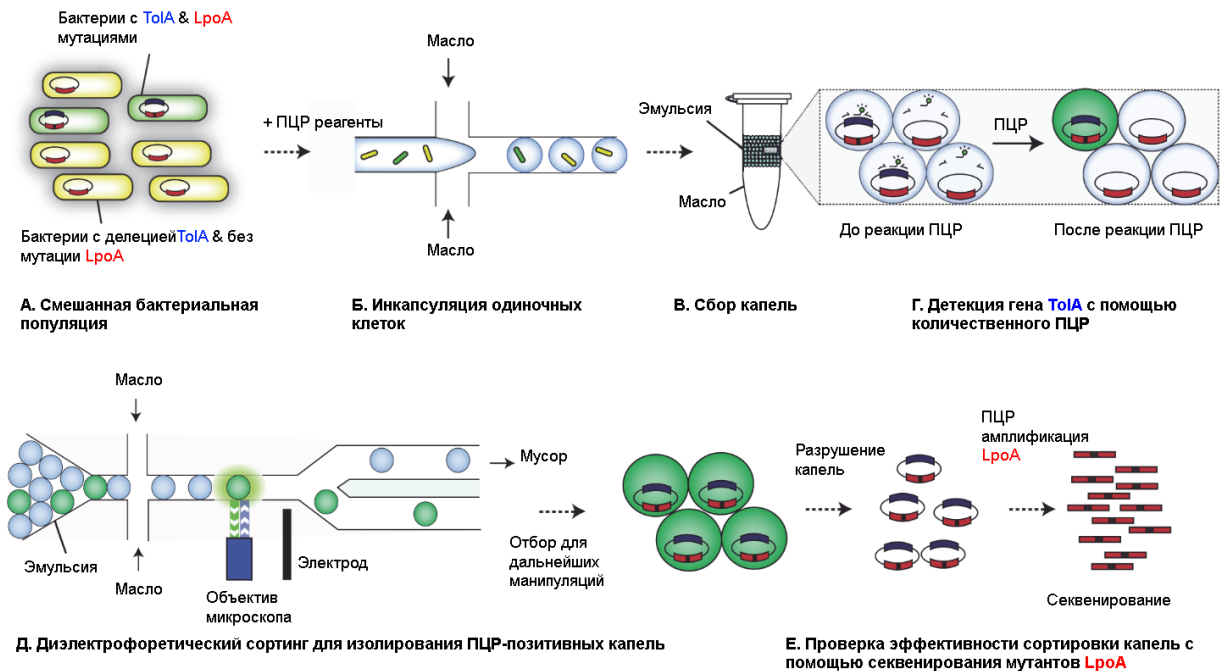 Бактерии с TolA & LpoA
мутациями
Бактерии с делециейTolA & без
мутации LpoA
А. Смешанная бактериальная
популяция
+ ПЦР реагенты
Масло
Масло
Б. Инкапсуляция одиночных
клеток
Эмульсия
Масло
В. Сбор капель
ПЦР
До реакции ПЦР
После реакции ПЦР
Г. Детекция гена TolA с помощью
количественного ПЦР
Масло
Эмульсия
Масло
Объектив
микроскопа
Электрод
Мусор
Отбор для
дальнейших
манипуляций
Д. Диэлектрофоретический сортинг для изолирования ПЦР-позитивных капель
Разрушение
капель
ПЦР
амплификация
LpoA
Секвенирование
Е. Проверка эффективности сортировки капель с
помощью секвенирования мутантов LpoA